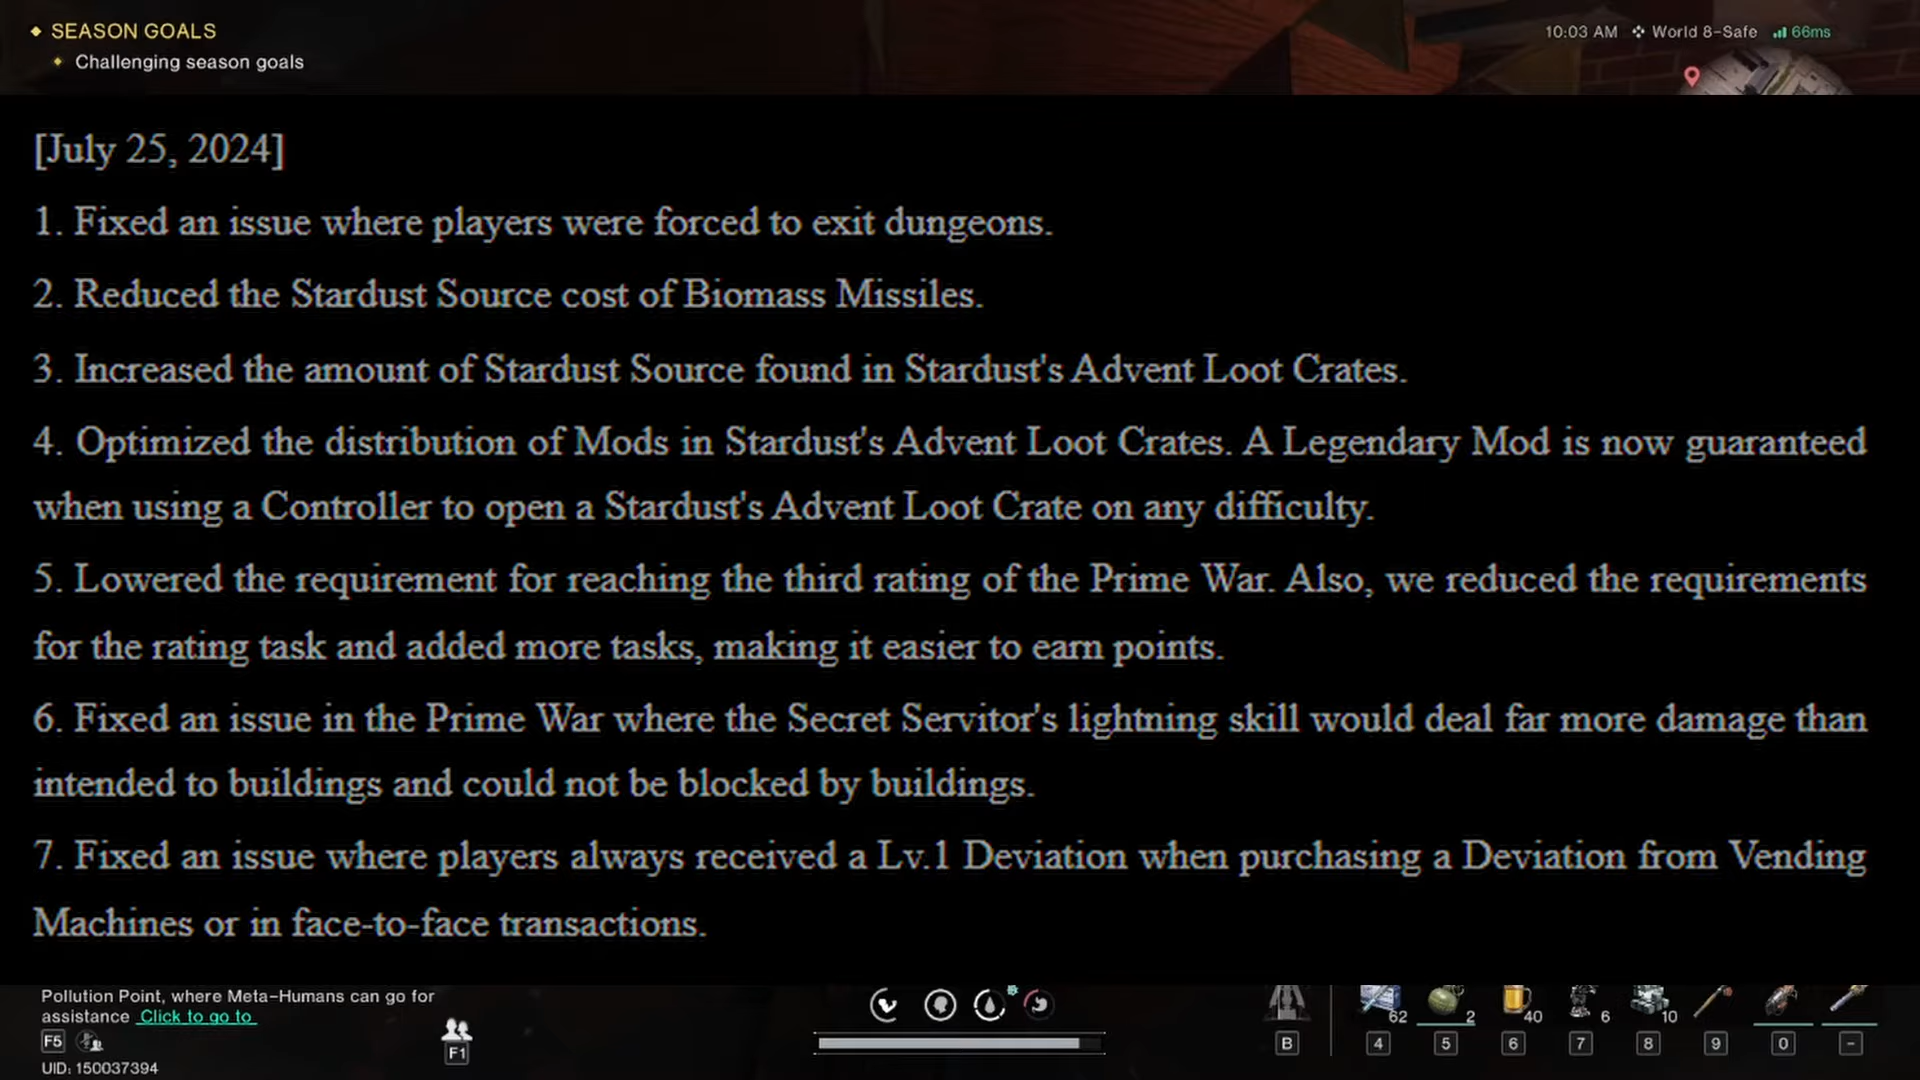 SEASON GOALS
Challenging season goals
10:03 AM World 8-Safe 66ms
[July 25, 2024]
1. Fixed an issue where players were forced to exit dungeons.
2. Reduced the Stardust Source cost of Biomass Missiles.
3. Increased the amount of Stardust Source found in Stardust's Advent Loot Crates.
4. Optimized the distribution of Mods in Stardust's Advent Loot Crates. A Legendary Mod is now guaranteed
when using a Controller to open a Stardust's Advent Loot Crate on any difficulty.
5. Lowered the requirement for reaching the third rating of the Prime War. Also, we reduced the requirements
for the rating task and added more tasks, making it easier to earn points.
6. Fixed an issue in the Prime War where the Secret Servitor's lightning skill would deal far more damage than
intended to buildings and could not be blocked by buildings.
7. Fixed an issue where players always received a Lv.1 Deviation when purchasing a Deviation from Vending
Machines or in face-to-face transactions.
Pollution Point, where Meta-Humans can go for
assistance Click to go to
F5
F1
UID: 150037394
62 2 40 6 10
B 4 5 6 7 8 9 0 -